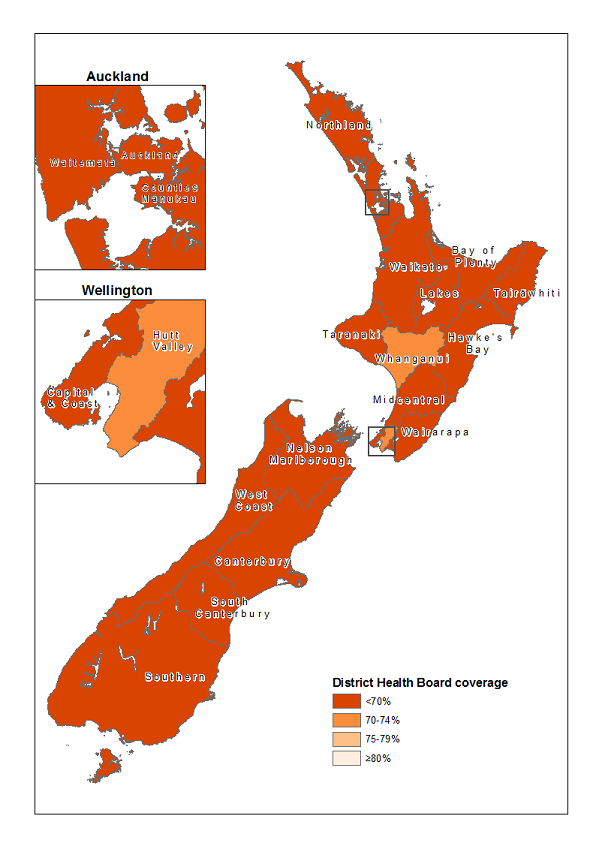 Auckland
Waitemata
Auckland
Counties
Manukau
Wellington
Hutt
Valley
Capital
& Coast
Northland
Bay of
Plenty
Waikato
Lakes
Tairāwhiti
Taranaki
Hawke's
Bay
Whanganui
Midcentral
Wairarapa
Nelson
Marlborough
West
Coast
Canterbury
South
Canterbury
Southern
District Health Board coverage
<70%
70-74%
75-79%
≥80%